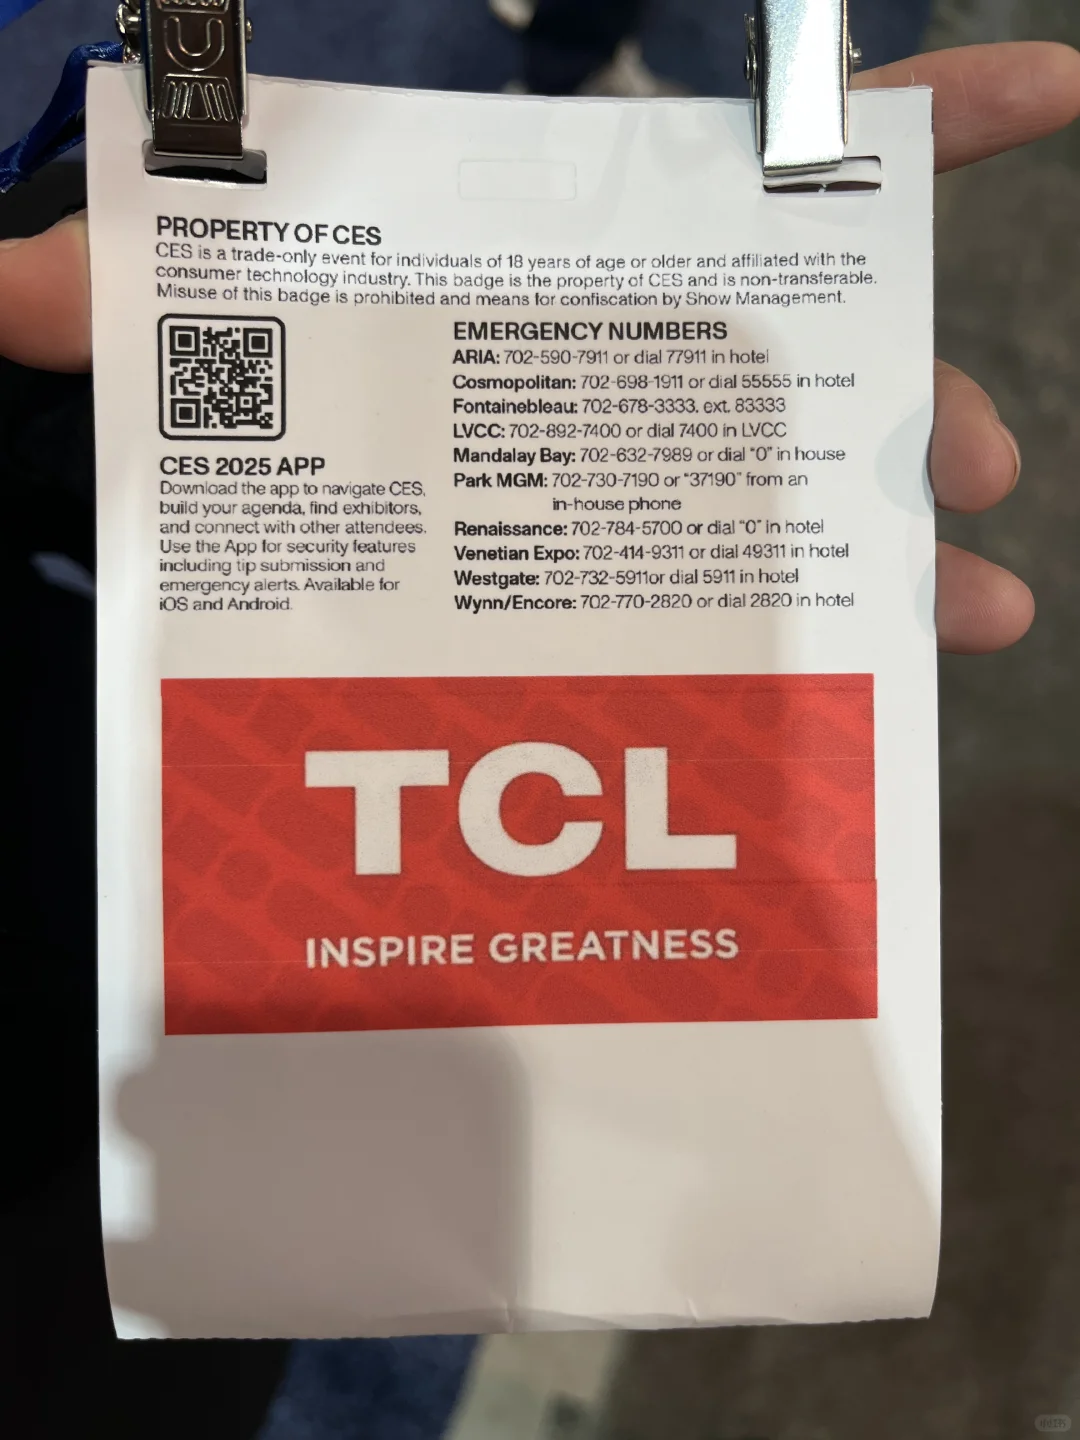 PROPERTY OF CES
CES is a trade-only event for individuals of 18 years of age or older and affiliated with the
consumer technology industry. This badge is the property of CES and is non-transferable.
Misuse of this badge is prohibited and means for confiscation by Show Management.
EMERGENCY NUMBERS
ARIA: 702-590-7911 or dial 77911 in hotel
Cosmopolitan: 702-698-1911 or dial 55555 in hotel
Fontainebleau: 702-678-3333. ext. 83333
LVCC: 702-892-7400 or dial 7400 in LVCC
Mandalay Bay: 702-632-7989 or dial "0" in house
Park MGM: 702-730-7190 or "37190" from an
in-house phone
Renaissance: 702-784-5700 or dial "0" in hotel
Venetian Expo: 702-414-9311 or dial 49311 in hotel
Westgate: 702-732-5911or dial 5911 in hotel
Wynn/Encore: 702-770-2820 or dial 2820 in hotel
CES 2025 APP
Download the app to navigate CES,
build your agenda, find exhibitors,
and connect with other attendees.
Use the App for security features
including tip submission and
emergency alerts. Available for
iOS and Android.
TCL
INSPIRE GREATNESS
小红书